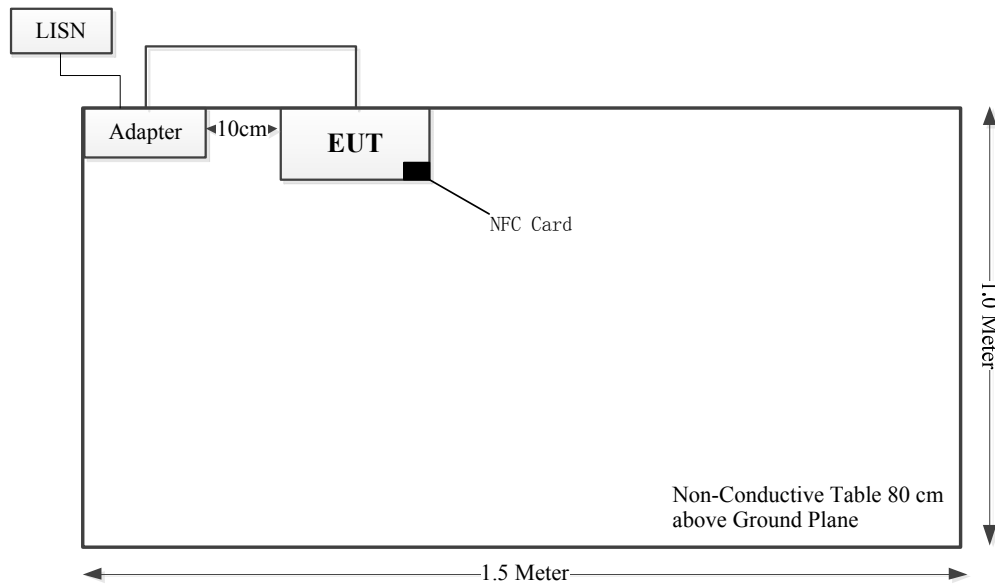 LISN
Adapter
10cm
EUT
NFC Card
1.0 Meter
Non-Conductive Table 80 cm
above Ground Plane
1.5 Meter